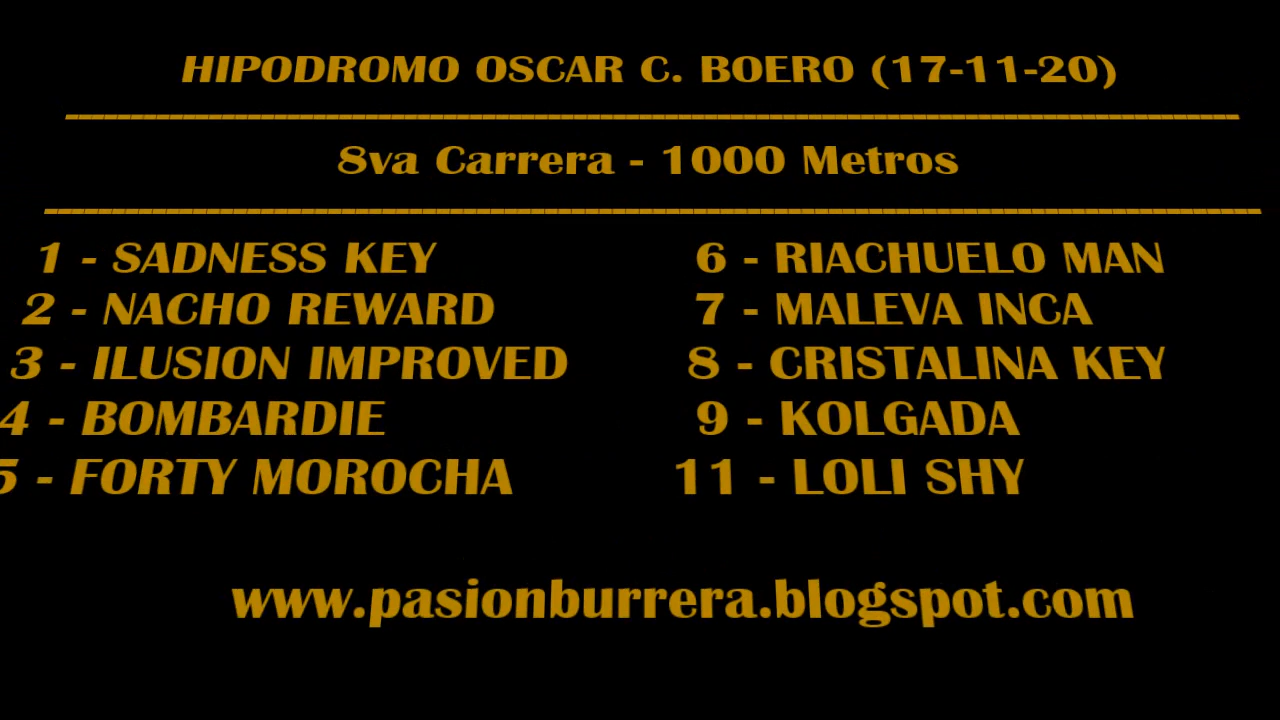 HIPODROMO OSCAR C. BOERO (17-11-20)
8va Carrera - 1000 Metros
1 - SADNESS KEY
2 - NACHO REWARD
3 - ILUSION IMPROVED
4 - BOMBARDIE
5 - FORTY MOROCHA
6 - RIACHUELO MAN
7 - MALEVA INCA
8 - CRISTALINA KEY
9 - KOLGADA
11 - LOLI SHY
www.pasionburrera.blogspot.com